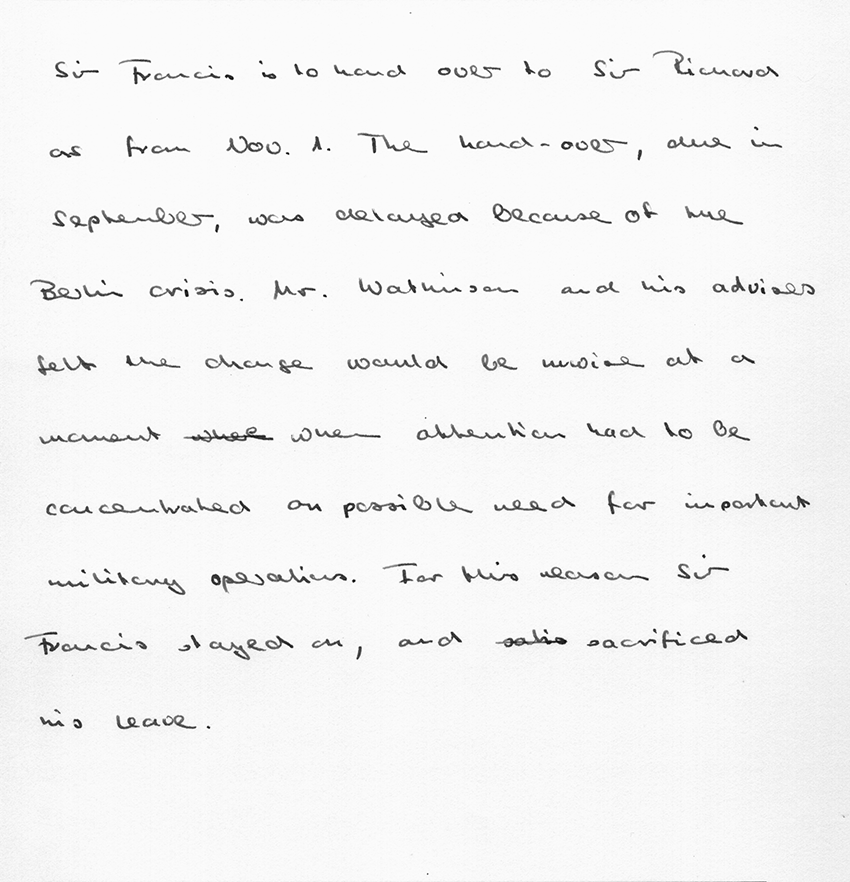 Sir Francis is to hand over to Sir Richard
as from Nov. 1. The hand-over, due in
September, was delayed because of the
Berlin crisis. Mr. Watkinson and his advises
felt the change would be unwise at a
moment when attention had to be
concentrated on possible need for important
military operations. For this reason Sir
Francis stayed on, and sacrificed
his leave.